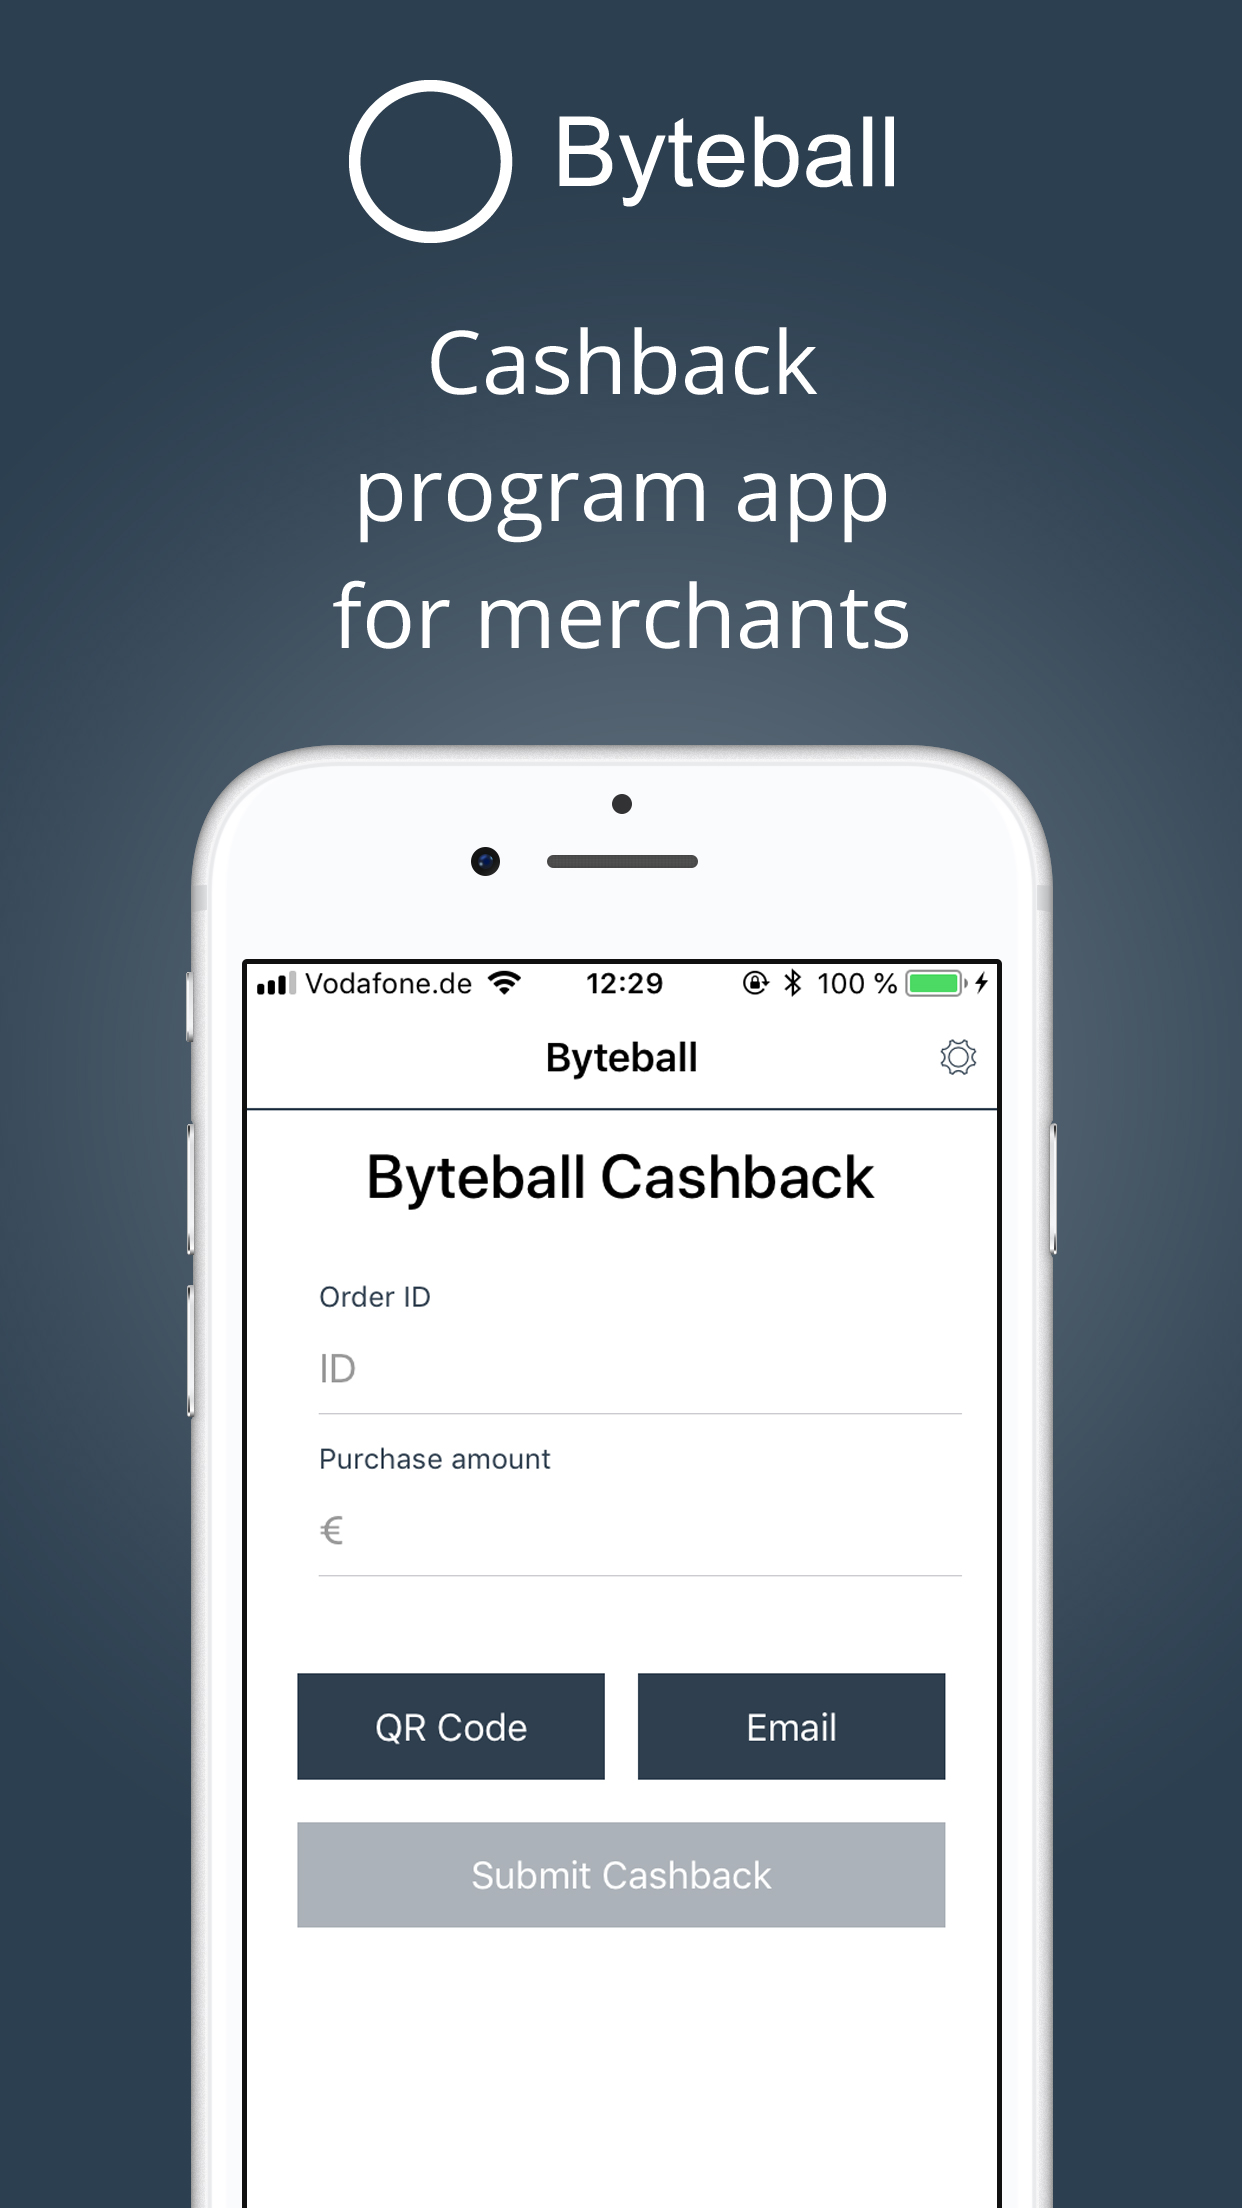 Byteball
Cashback
program app
for merchants
Vodafone.de 12:29 100 %
Byteball
Byteball Cashback
Order ID
ID
Purchase amount
€
QR Code Email
Submit Cashback